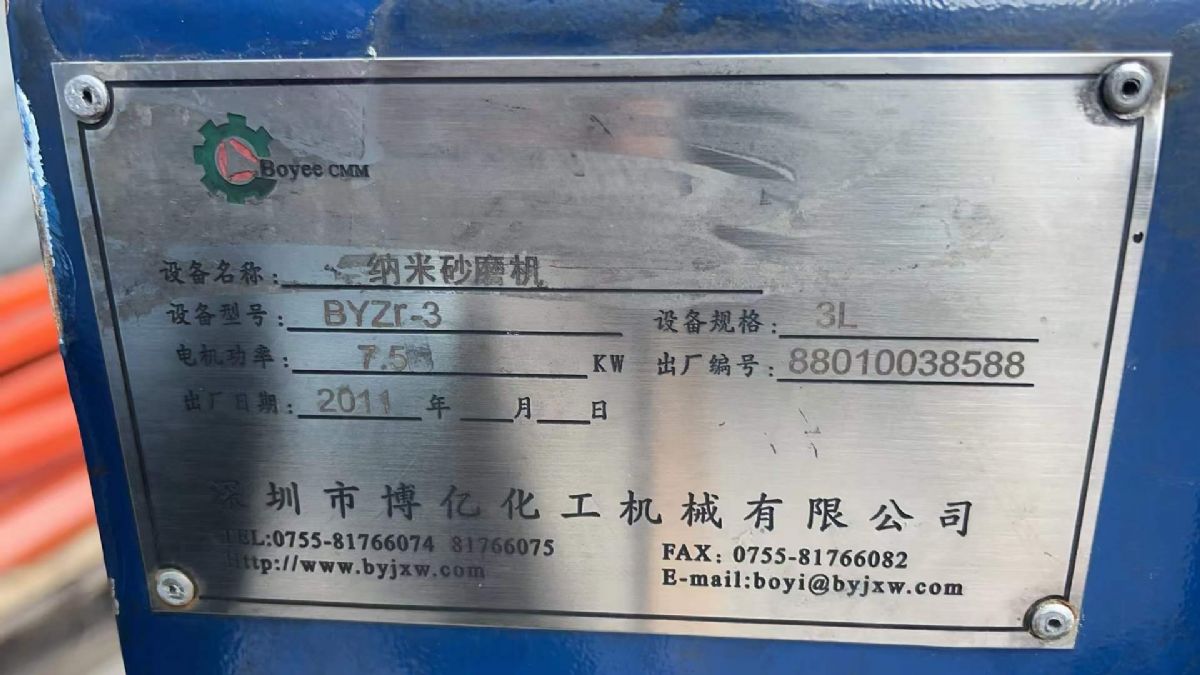 Boyee CMM
设备名称: 纳米砂磨机
设备型号: BYZr-3 设备规格: 3L
电机功率: 7.5 KW 出厂编号: 88010038588
出厂日期: 2011 年 月 日
深圳市博亿化工机械有限公司
TEL:0755-81766074 81766075
FAX: 0755-81766082
Http://www.byjxw.com
E-mail:boyi@byjxw.com